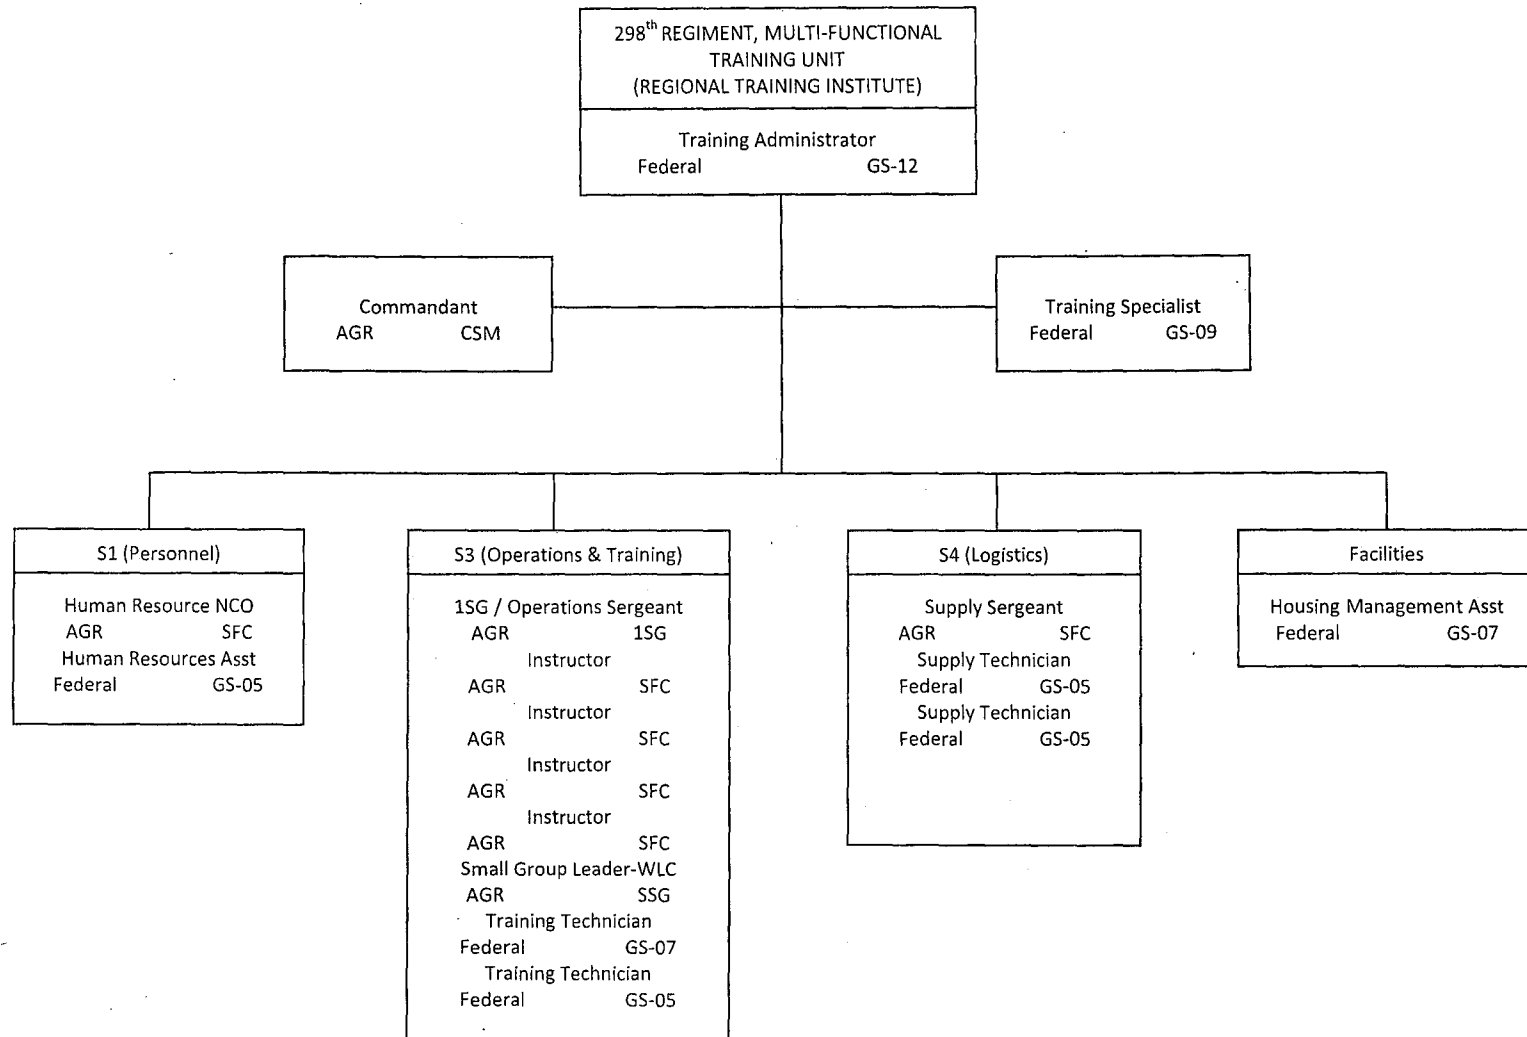 298th REGIMENT, MULTI-FUNCTIONAL
TRAINING UNIT
(REGIONAL TRAINING INSTITUTE)
Training Administrator
Federal GS-12
Commandant
AGR CSM
Training Specialist
Federal GS-09
S1 (Personnel)
Human Resource NCO
AGR SFC
Human Resources Asst
Federal GS-05
S3 (Operations & Training)
1SG / Operations Sergeant
AGR 1SG
Instructor
AGR SFC
Instructor
AGR SFC
Instructor
AGR SFC
Instructor
AGR SFC
Small Group Leader-WLC
AGR SSG
Training Technician
Federal GS-07
Training Technician
Federal GS-05
S4 (Logistics)
Supply Sergeant
AGR SFC
Supply Technician
Federal GS-05
Supply Technician
Federal GS-05
Facilities
Housing Management Asst
Federal GS-07